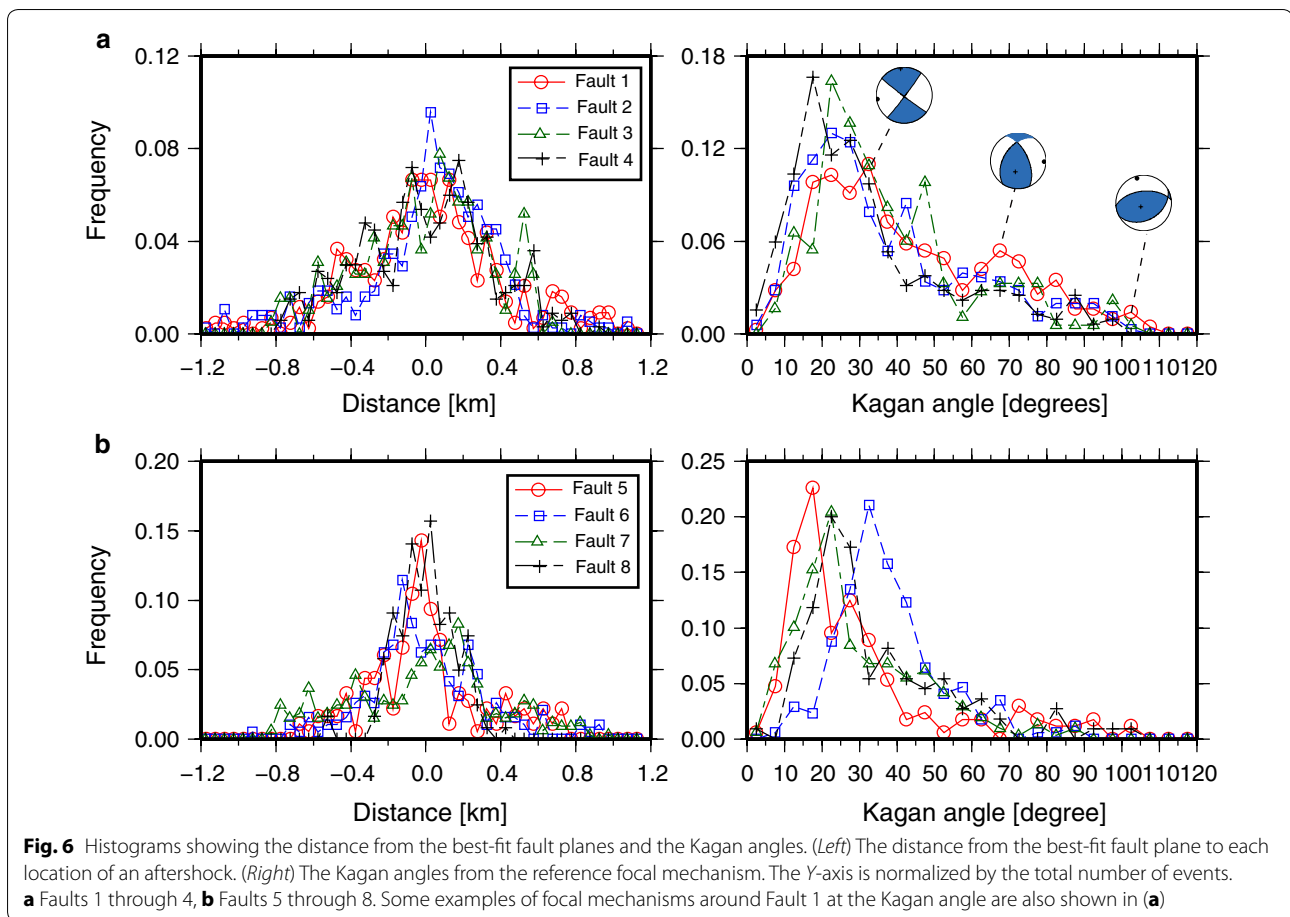 a
0.12
0.08
0.04
0.00
Frequency
−1.2 −0.8 −0.4 0.0 0.4 0.8 1.2
Distance [km]
Fault 1
Fault 2
Fault 3
Fault 4
0.18
0.12
0.06
0.00
0 10 20 30 40 50 60 70 80 90 100 110 120
Kagan angle [degrees]
b
0.20
0.15
0.10
0.05
0.00
Frequency
−1.2 −0.8 −0.4 0.0 0.4 0.8 1.2
Distance [km]
Fault 5
Fault 6
Fault 7
Fault 8
0.25
0.20
0.15
0.10
0.05
0.00
0 10 20 30 40 50 60 70 80 90 100 110 120
Kagan angle [degree]
Fig. 6 Histograms showing the distance from the best-fit fault planes and the Kagan angles. (Left) The distance from the best-fit fault plane to each
location of an aftershock. (Right) The Kagan angles from the reference focal mechanism. The Y-axis is normalized by the total number of events.
a Faults 1 through 4, b Faults 5 through 8. Some examples of focal mechanisms around Fault 1 at the Kagan angle are also shown in (a)